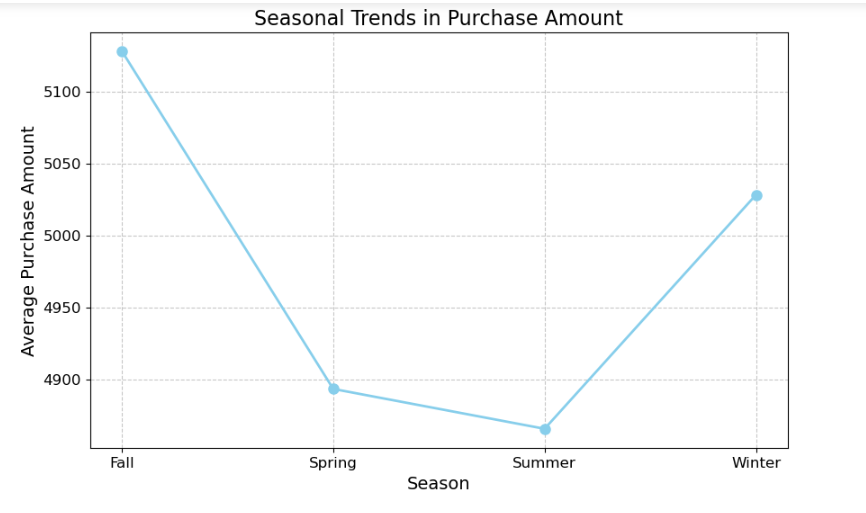 Seasonal Trends in Purchase Amount
Average Purchase Amount
5100
5050
5000
4950
4900
Fall Spring Summer Winter
Season